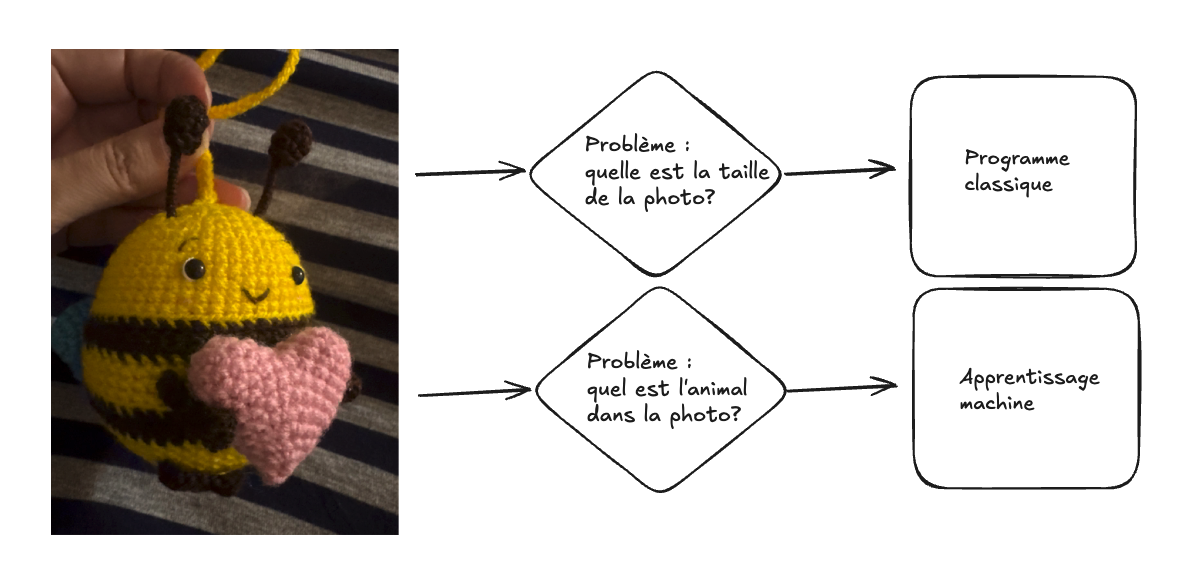 Problème :
quelle est la taille
de la photo?
Programme
classique
Problème :
quel est l'animal
dans la photo?
Apprentissage
machine